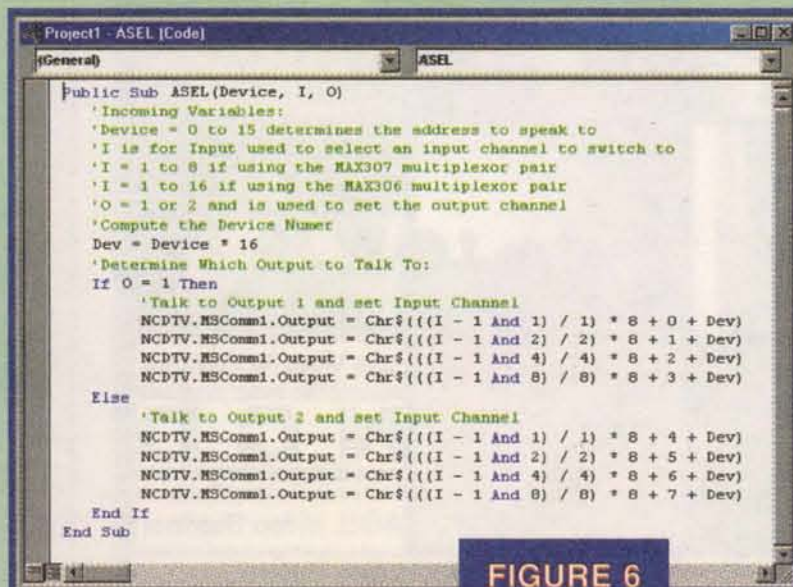 Project1 - ASEL (Code)
(General) ASEL
Public Sub ASEL(Device, I, O)
'Incoming Variables:
'Device = 0 to 15 determines the address to speak to
'I is for Input used to select an input channel to switch to
'I = 1 to 8 if using the MAX307 multiplexor pair
'I = 1 to 16 if using the MAX306 multiplexor pair
'O = 1 or 2 and is used to set the output channel
'Compute the Device Numer
Dev = Device * 16
'Determine Which Output to Talk To:
If O = 1 Then
'Talk to Output 1 and set Input Channel
NCDTV.MSComm1.Output = Chr$(((I - 1 And 1) / 1) * 8 + 0 + Dev)
NCDTV.MSComm1.Output = Chr$(((I - 1 And 2) / 2) * 8 + 1 + Dev)
NCDTV.MSComm1.Output = Chr$(((I - 1 And 4) / 4) * 8 + 2 + Dev)
NCDTV.MSComm1.Output = Chr$(((I - 1 And 8) / 8) * 8 + 3 + Dev)
Else
'Talk to Output 2 and set Input Channel
NCDTV.MSComm1.Output = Chr$(((I - 1 And 1) / 1) * 8 + 4 + Dev)
NCDTV.MSComm1.Output = Chr$(((I - 1 And 2) / 2) * 8 + 5 + Dev)
NCDTV.MSComm1.Output = Chr$(((I - 1 And 4) / 4) * 8 + 6 + Dev)
NCDTV.MSComm1.Output = Chr$(((I - 1 And 8) / 8) * 8 + 7 + Dev)
End If
End Sub
FIGURE 6